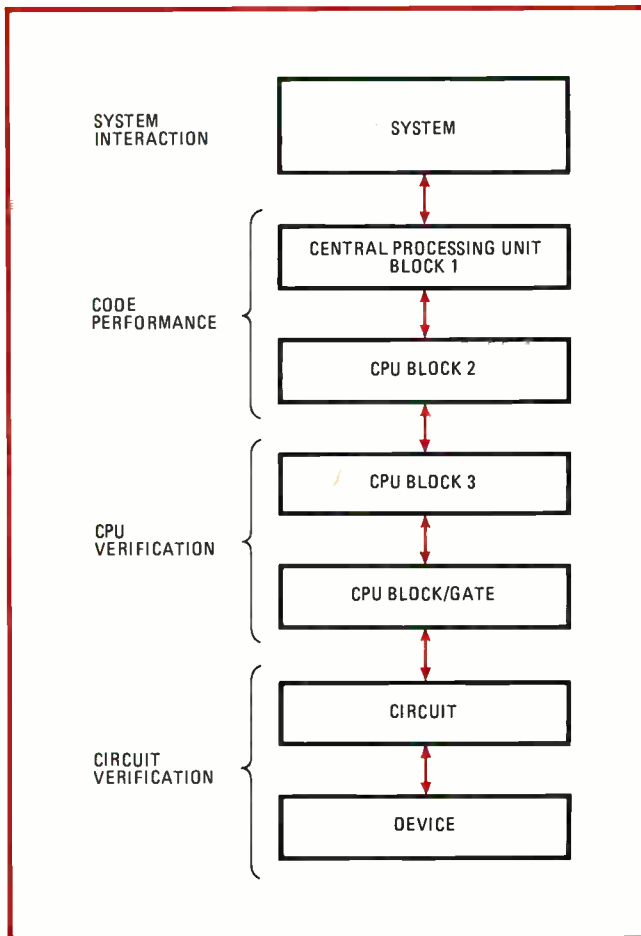 SYSTEM
INTERACTION
SYSTEM
CENTRAL PROCESSING UNIT
BLOCK 1
CODE
PERFORMANCE
CPU BLOCK 2
CPU BLOCK 3
CPU
VERIFICATION
CPU BLOCK/GATE
CIRCUIT
CIRCUIT
VERIFICATION
DEVICE